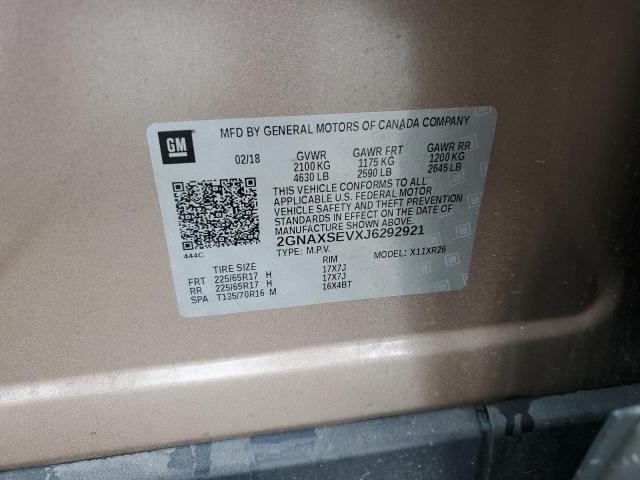 GM
MFD BY GENERAL MOTORS OF CANADA COMPANY
02/18 GVWR GAWR FRT GAWR RR
2100 KG 1175 KG 1200 KG
4630 LB 2590 LB 2645 LB
THIS VEHICLE CONFORMS TO ALL
APPLICABLE U.S. FEDERAL MOTOR
VEHICLE SAFETY AND THEFT PREVENTION
STANDARDS IN EFFECT ON THE DATE OF
MANUFACTURE SHOWN ABOVE.
2GNAXSEVXJ6292921
444C TYPE: M.P.V. MODEL: X11XR26
TIRE SIZE RIM
FRT 225/65R17 H 17X7J
RR 225/65R17 H 17X7J
SPA T135/70R16 M 16X4BT